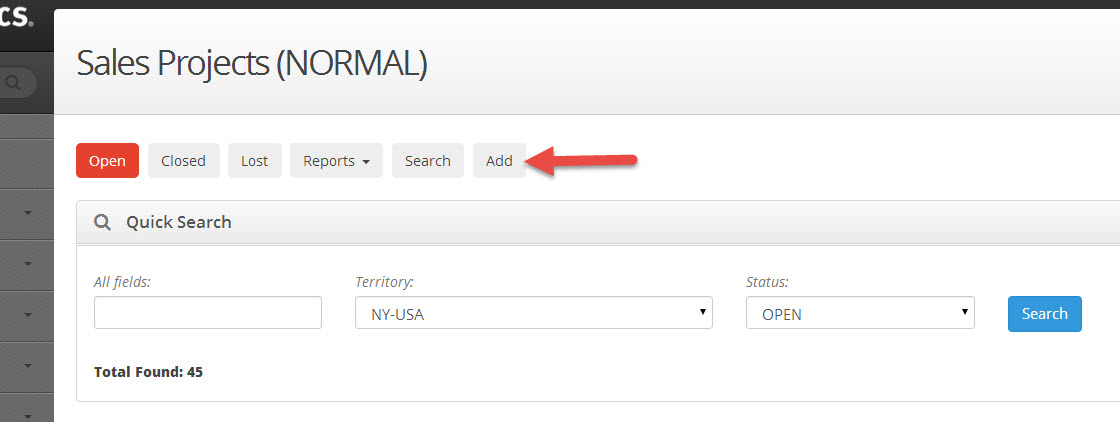 cs.
Sales Projects (NORMAL)
Open Closed Lost Reports Search Add
Quick Search
All fields: Territory: Status:
NY-USA OPEN Search
Total Found: 45